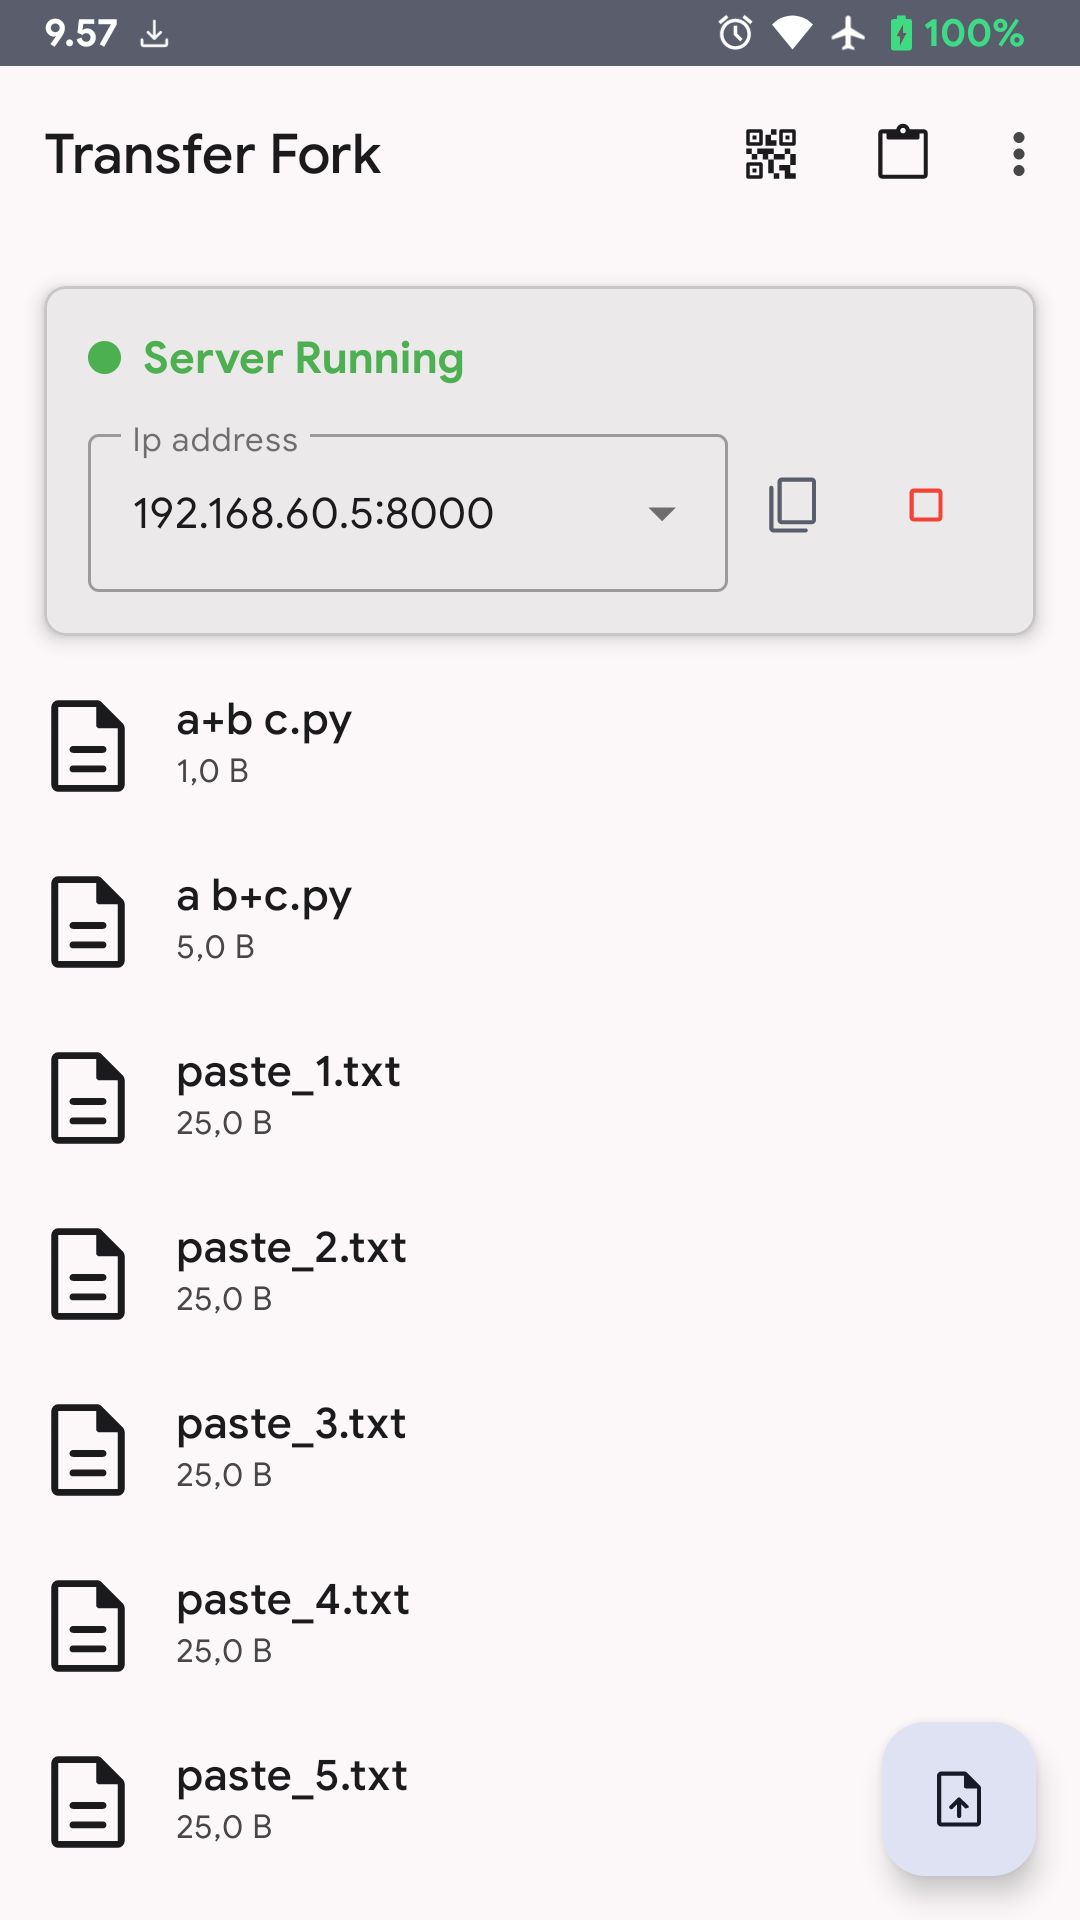 9.57
100%
Transfer Fork
Server Running
Ip address
192.168.60.5:8000
a+b c.py
1,0 B
a b+c.py
5,0 B
paste_1.txt
25,0 B
paste_2.txt
25,0 B
paste_3.txt
25,0 B
paste_4.txt
25,0 B
paste_5.txt
25,0 B